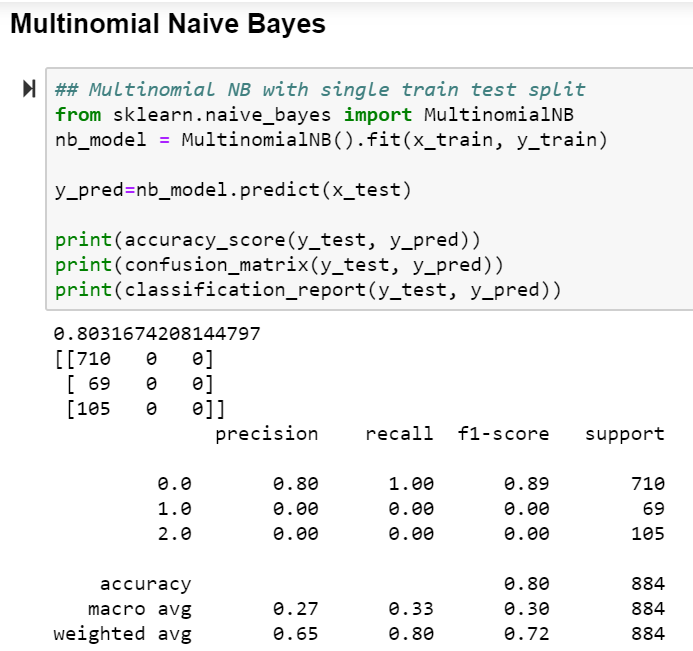 Multinomial Naive Bayes
## Multinomial NB with single train test split
from sklearn.naive_bayes import MultinomialNB
nb_model = MultinomialNB().fit(x_train, y_train)
y_pred=nb_model.predict(x_test)
print(accuracy_score(y_test, y_pred))
print(confusion_matrix(y_test, y_pred))
print(classification_report(y_test, y_pred))
0.8031674208144797
[[710   0   0]
 [ 69   0   0]
 [105   0   0]]
              precision    recall  f1-score   support
         0.0       0.80      1.00      0.89       710
         1.0       0.00      0.00      0.00        69
         2.0       0.00      0.00      0.00       105
    accuracy                           0.80       884
   macro avg       0.27      0.33      0.30       884
weighted avg       0.65      0.80      0.72       884